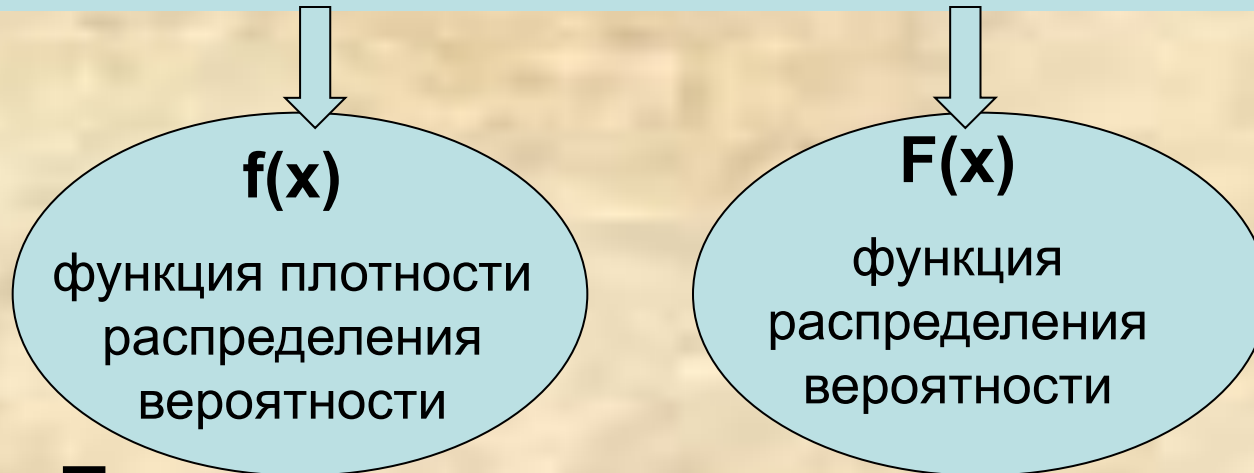 f(x)
функция плотности
распределения
вероятности
F(x)
функция
распределения
вероятности